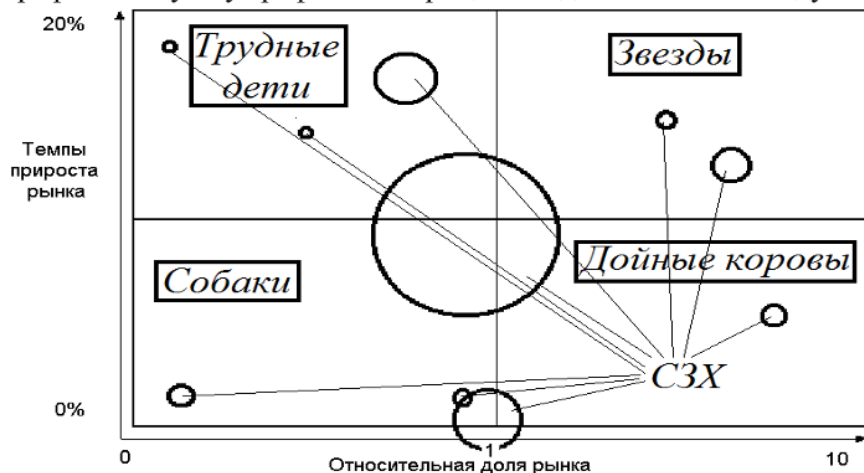 20%
Трудные
дети
Звезды
Темпы
прироста
рынка
Собаки
Дойные коровы
СЗХ
0%
0
1
10
Относительная доля рынка